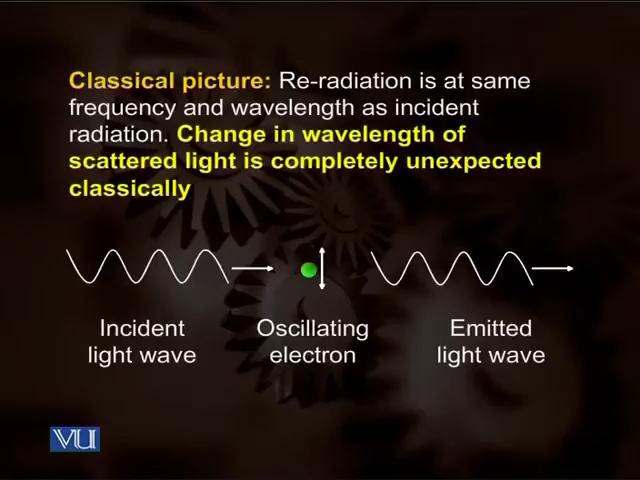 Classical picture: Re-radiation is at same
frequency and wavelength as incident
radiation. Change in wavelength of
scattered light is completely unexpected
classically
Incident
light wave
Oscillating
electron
Emitted
light wave
VU